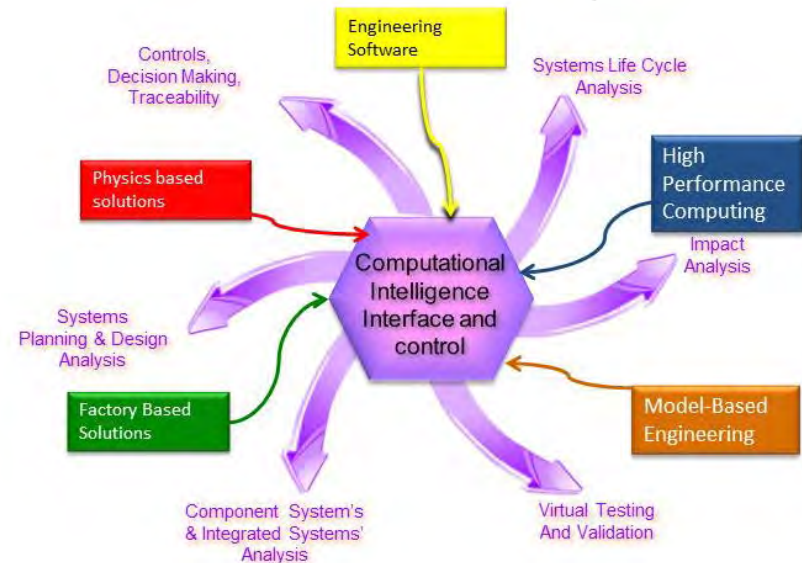 Engineering
Software
Controls,
Decision Making,
Traceability
Systems Life Cycle
Analysis
Physics based
solutions
High
Performance
Computing
Impact
Analysis
Computational
Intelligence
Interface and
control
Systems
Planning & Design
Analysis
Factory Based
Solutions
Model-Based
Engineering
Component System's
& Integrated Systems'
Analysis
Virtual Testing
And Validation